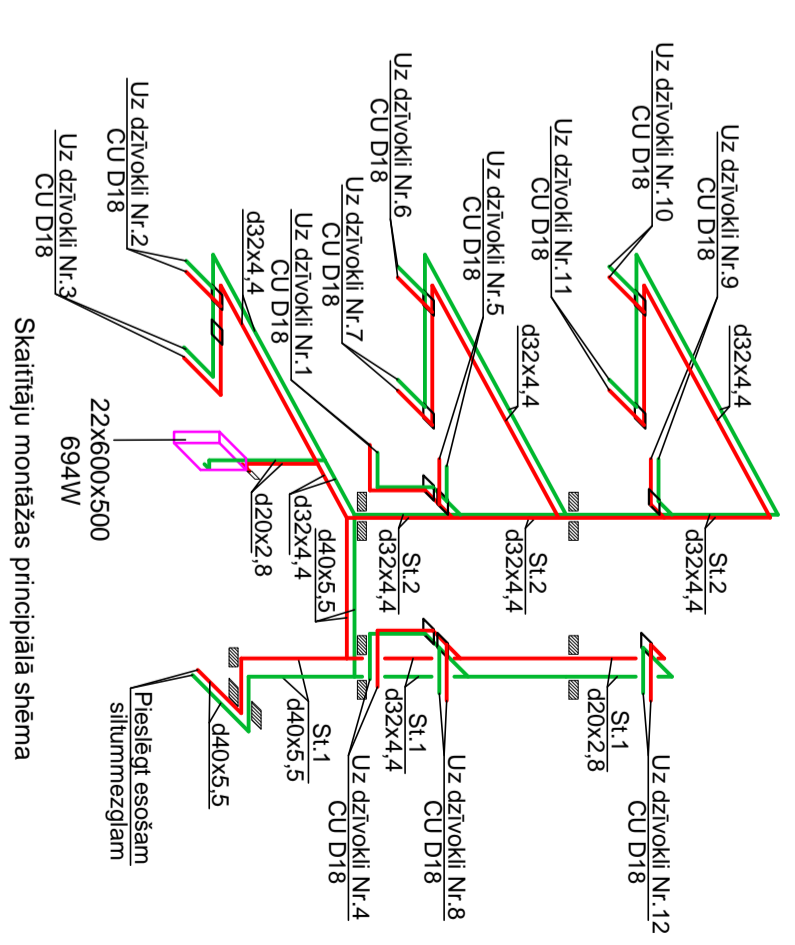 Uz dzīvokli Nr.10
CU D18
Uz dzīvokli Nr.9
CU D18
Uz dzīvokli Nr.11
CU D18
d32x4,4
St.2
d32x4,4
Uz dzīvokli Nr.6
CU D18
Uz dzīvokli Nr.5
CU D18
Uz dzīvokli Nr.7
CU D18
d32x4,4
St.2
d32x4,4
Uz dzīvokli Nr.1
CU D18
St.2
d32x4,4
Uz dzīvokli Nr.2
CU D18
Uz dzīvokli Nr.3
CU D18
d32x4,4
d40x5,5
d32x4,4
d20x2,8
22x600x500
694W
St.1
d20x2,8
Uz dzīvokli Nr.12
CU D18
St.1
d32x4,4
Uz dzīvokli Nr.8
CU D18
Uz dzīvokli Nr.4
CU D18
St.1
d40x5,5
d40x5,5
Pieslēgt esošam
siltummezglam
Skaitītāju montāžas principiālā shēma